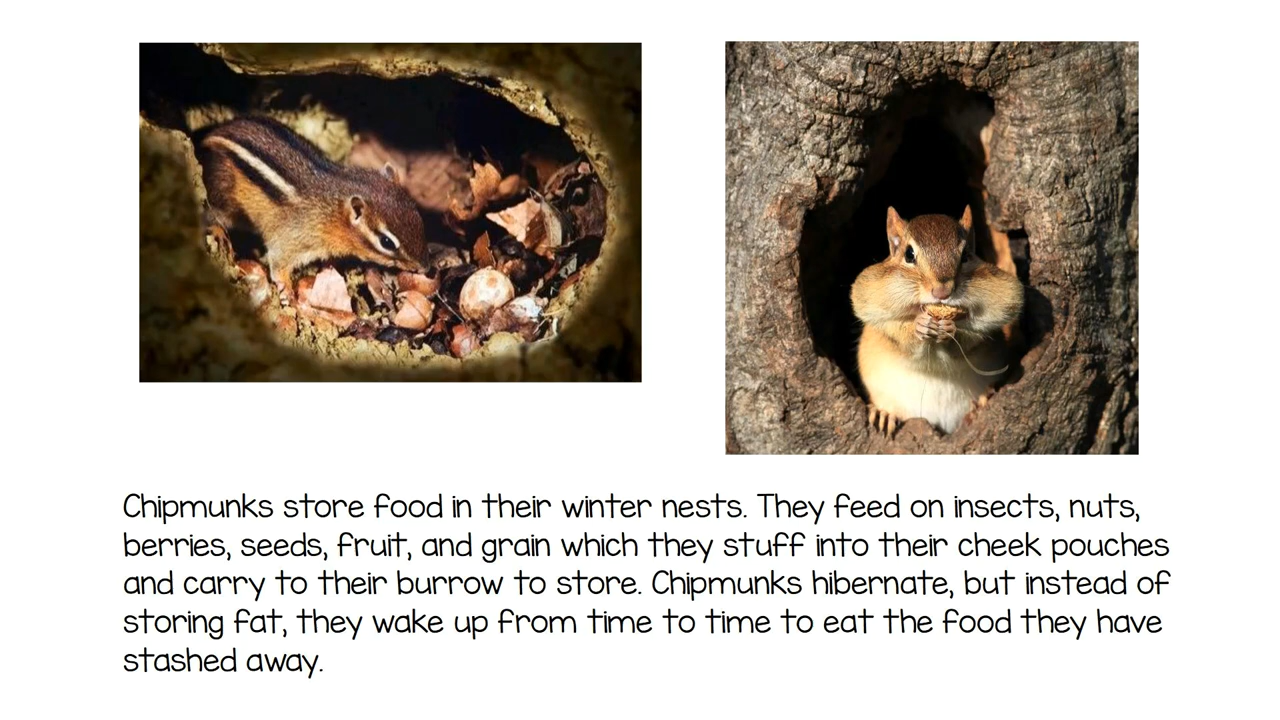 Chipmunks store food in their winter nests. They feed on insects, nuts,
berries, seeds, fruit, and grain which they stuff into their cheek pouches
and carry to their burrow to store. Chipmunks hibernate, but instead of
storing fat, they wake up from time to time to eat the food they have
stashed away.